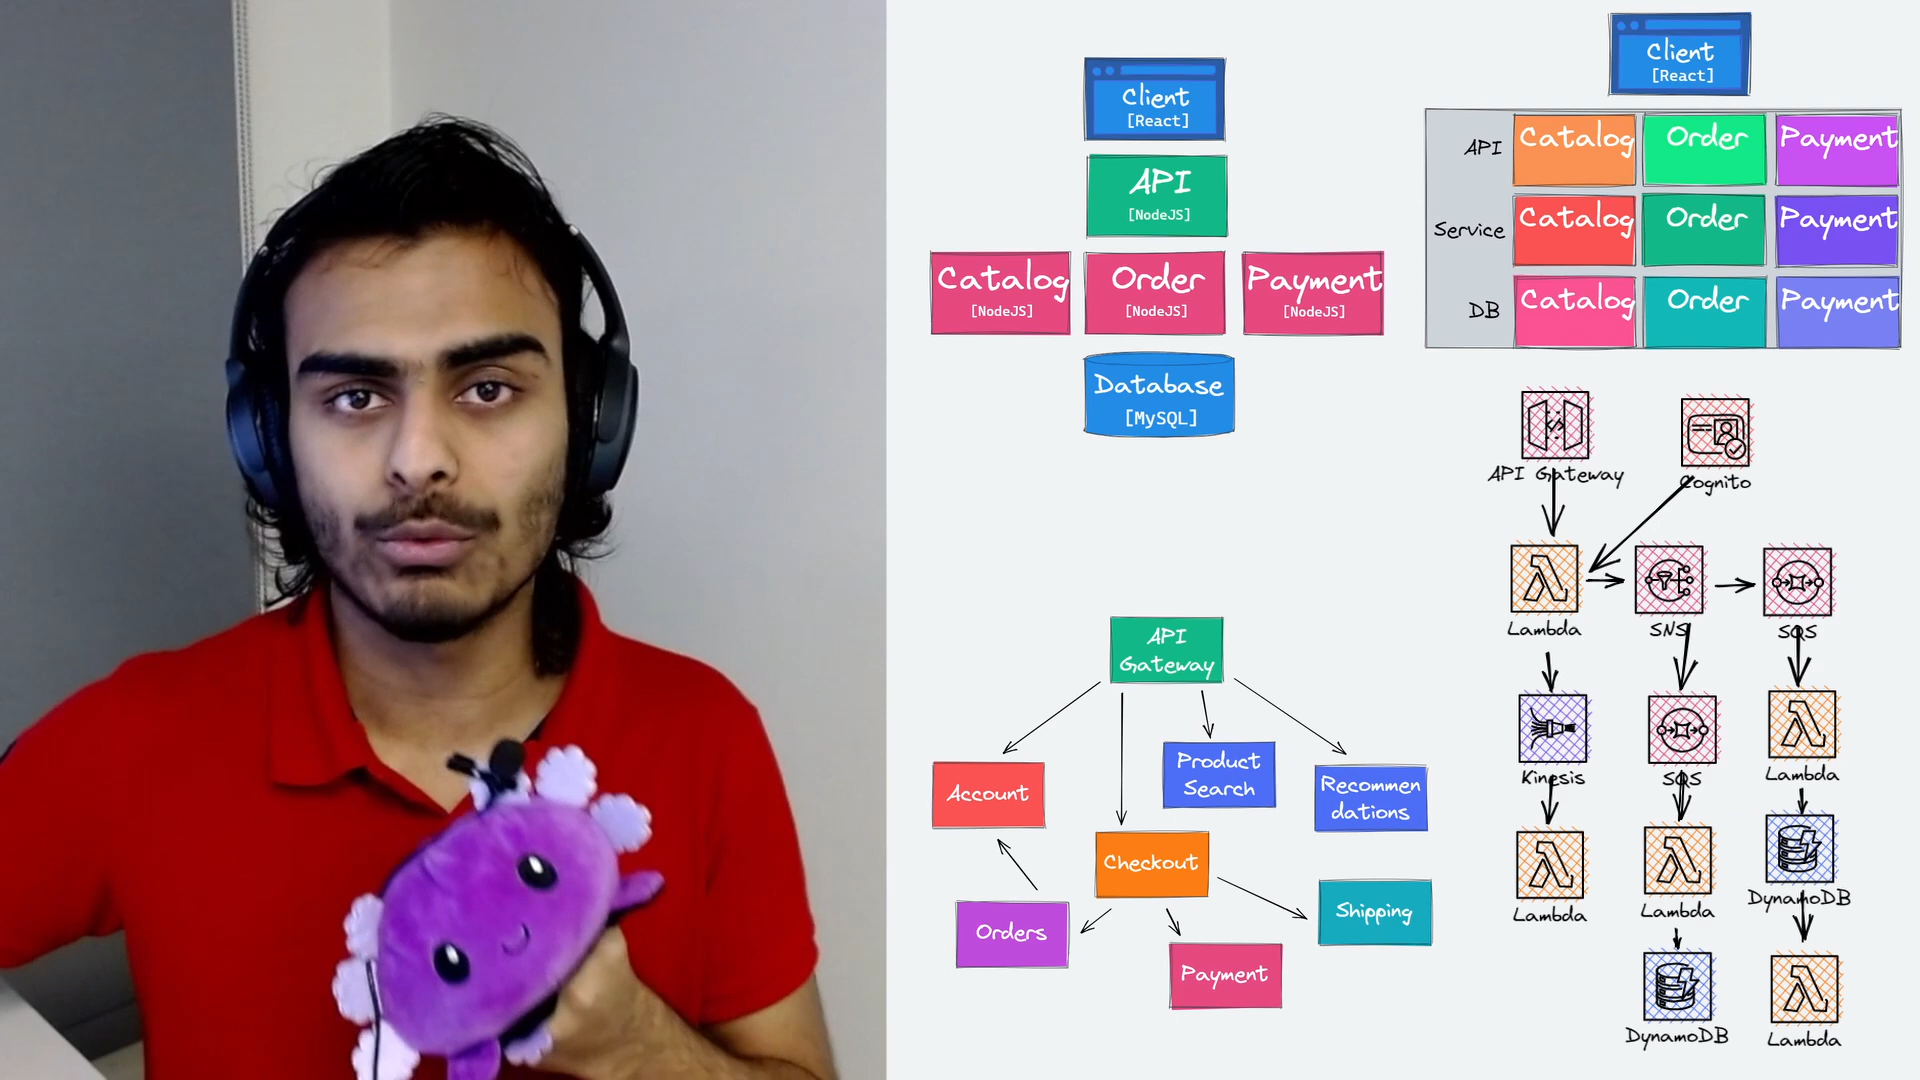 Client
[React]
API
[NodeJS]
Catalog
[NodeJS]
Order
[NodeJS]
Payment
[NodeJS]
Database
[MySQL]
Client
[React]
API
Catalog
Order
Payment
Service
Catalog
Order
Payment
DB
Catalog
Order
Payment
API
Gateway
Account
Product
Search
Recommen
dations
Checkout
Orders
Payment
Shipping
API Gateway
Cognito
Lambda
SNS
SQS
Kinesis
SQS
Lambda
Lambda
Lambda
DynamoDB
DynamoDB
Lambda